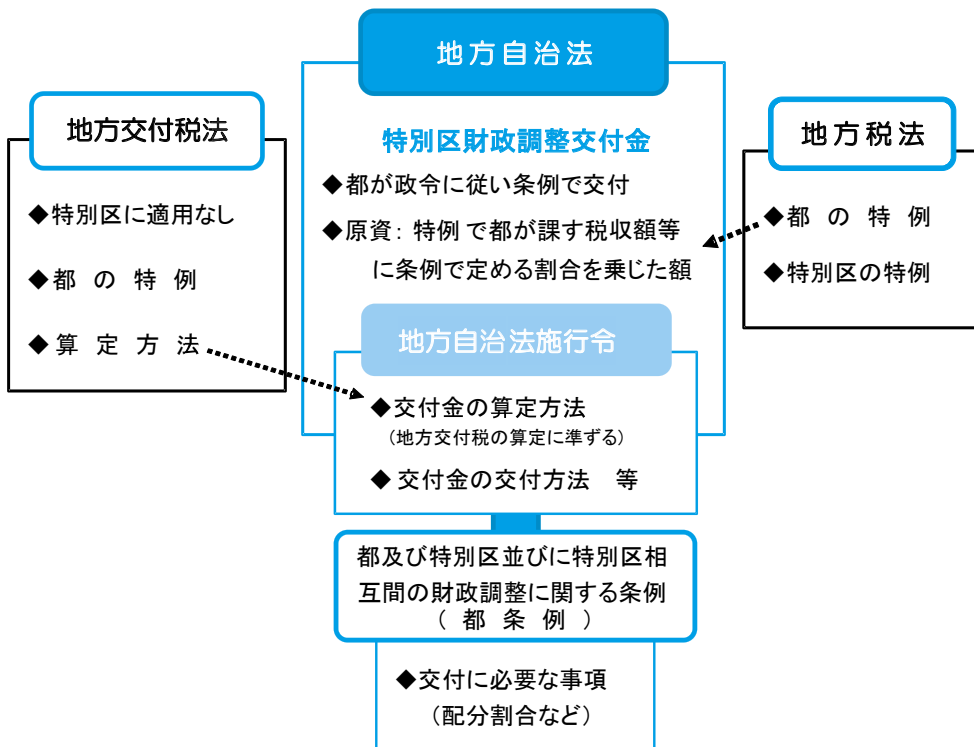 地方自治法
特別区財政調整交付金
◆都が政令に従い条例で交付
◆原資：特例で都が課す税収額等
に条例で定める割合を乗じた額
地方交付税法
◆特別区に適用なし
◆都の特例
◆算定方法
地方税法
◆都の特例
◆特別区の特例
地方自治法施行令
◆交付金の算定方法
(地方交付税の算定に準ずる)
◆交付金の交付方法　等
都及び特別区並びに特別区相
互間の財政調整に関する条例
（都条例）
◆交付に必要な事項
（配分割合など）